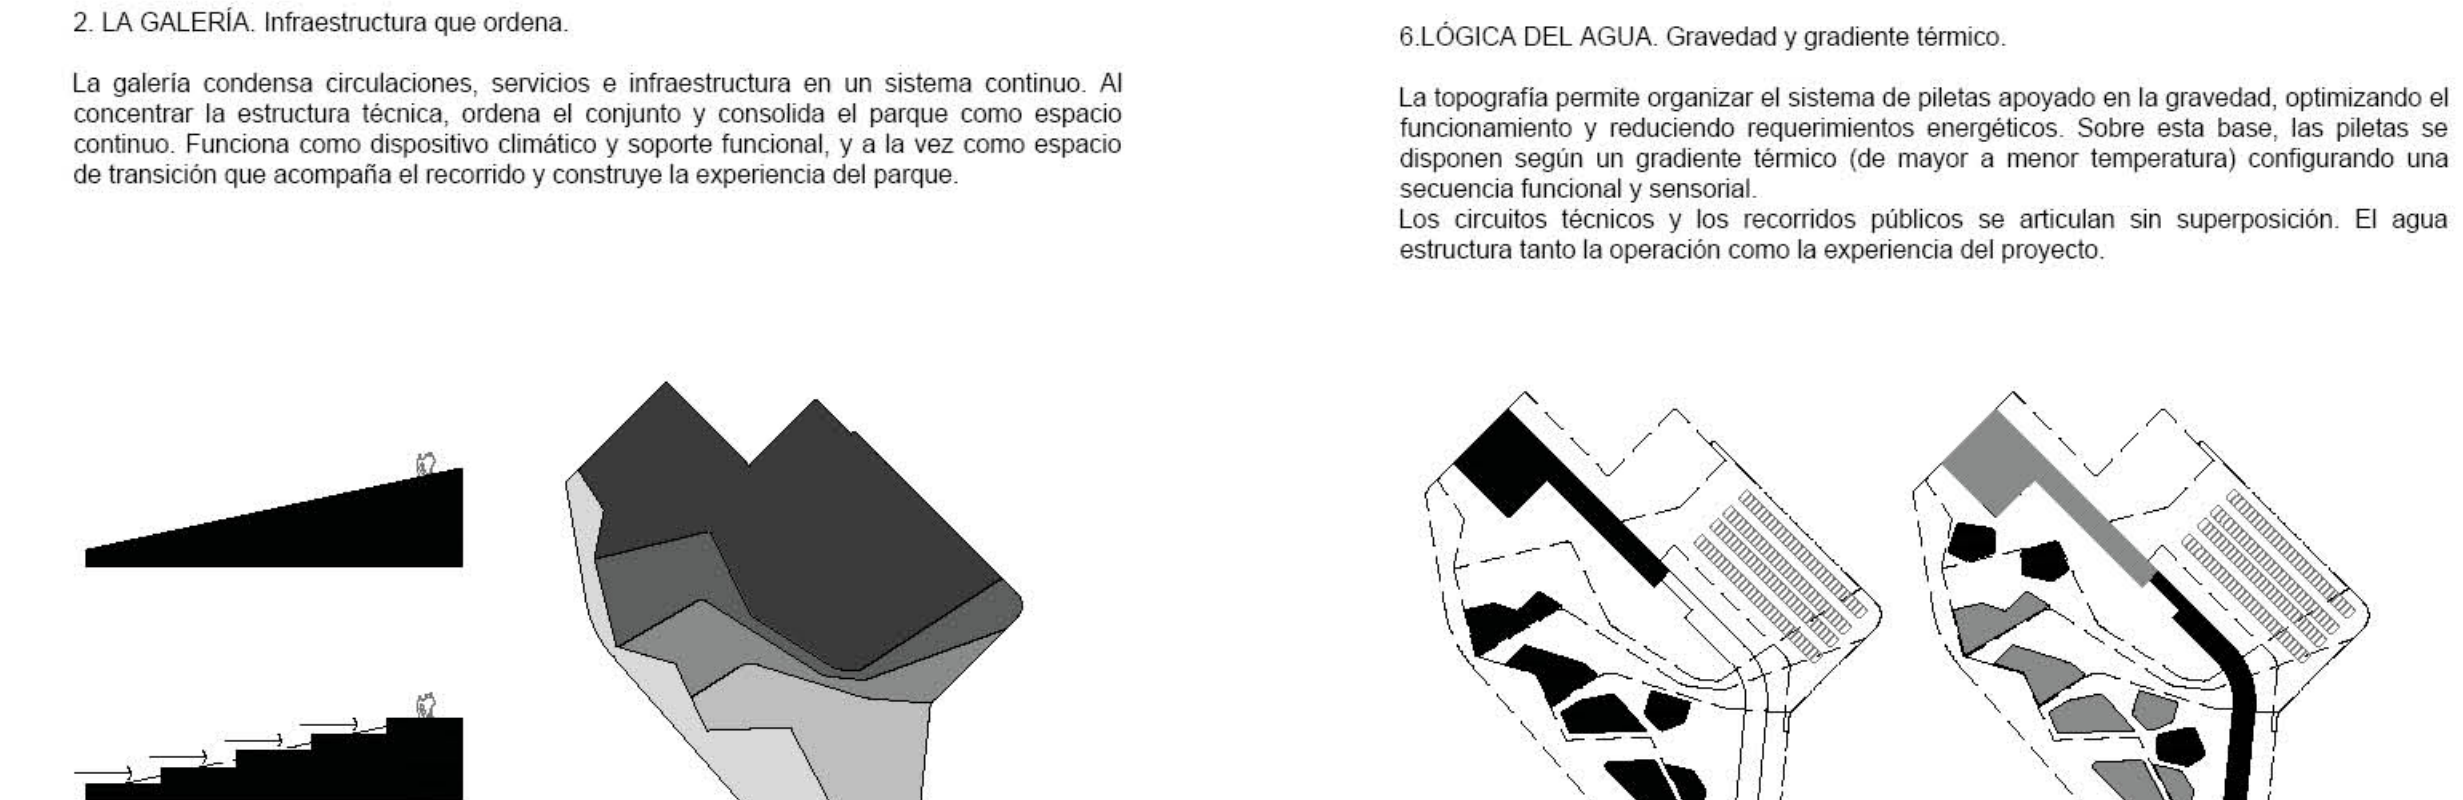 2. LA GALERÍA. Infraestructura que ordena.
La galería condensa circulaciones, servicios e infraestructura en un sistema continuo. Al
concentrar la estructura técnica, ordena el conjunto y consolida el parque como espacio
continuo. Funciona como dispositivo climático y soporte funcional, y a la vez como espacio
de transición que acompaña el recorrido y construye la experiencia del parque.
6.LÓGICA DEL AGUA. Gravedad y gradiente térmico.
La topografía permite organizar el sistema de piletas apoyado en la gravedad, optimizando el
funcionamiento y reduciendo requerimientos energéticos. Sobre esta base, las piletas se
disponen según un gradiente térmico (de mayor a menor temperatura) configurando una
secuencia funcional y sensorial.
Los circuitos técnicos y los recorridos públicos se articulan sin superposición. El agua
estructura tanto la operación como la experiencia del proyecto.